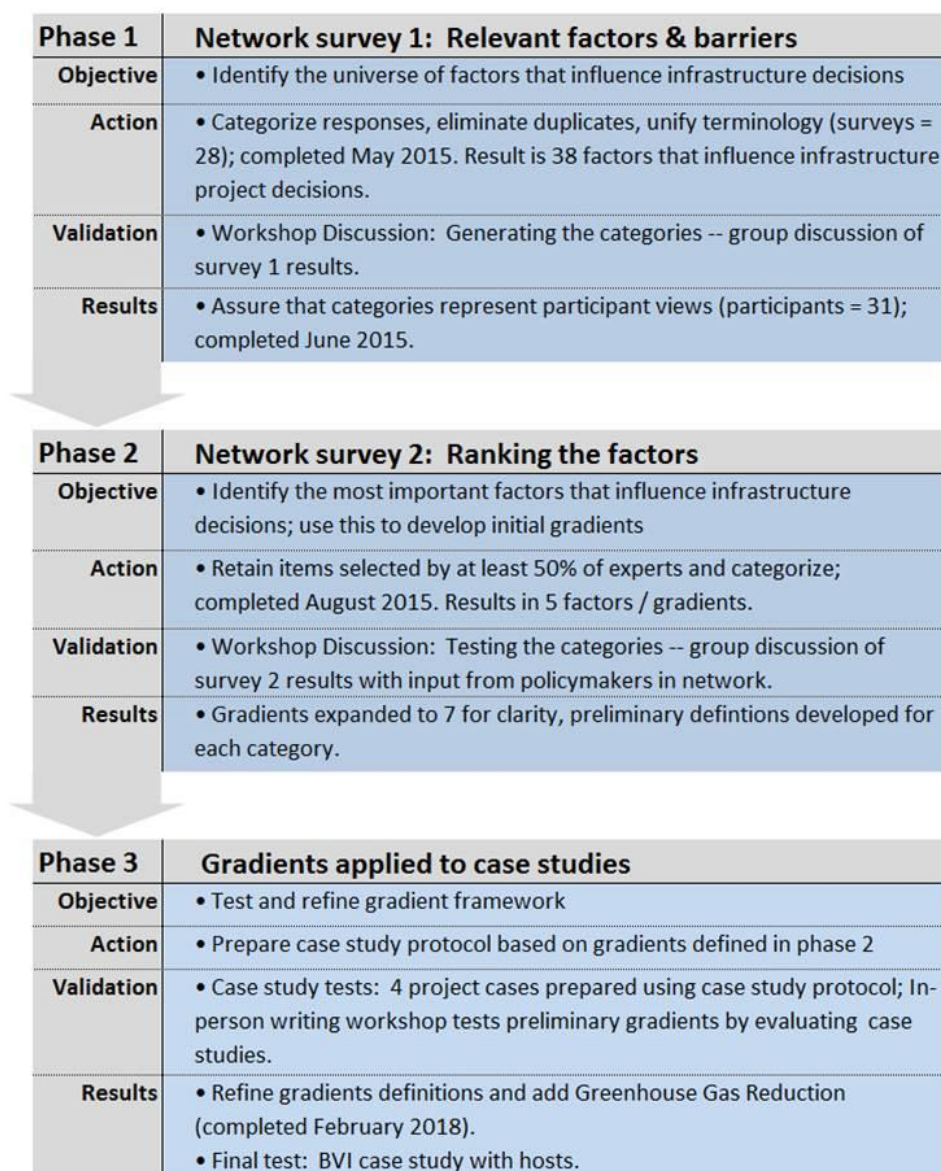 Phase 1
Network survey 1: Relevant factors & barriers
Objective
• Identify the universe of factors that influence infrastructure decisions
Action
• Categorize responses, eliminate duplicates, unify terminology (surveys =
28); completed May 2015. Result is 38 factors that influence infrastructure
project decisions.
Validation
• Workshop Discussion: Generating the categories -- group discussion of
survey 1 results.
Results
• Assure that categories represent participant views (participants = 31);
completed June 2015.
Phase 2
Network survey 2: Ranking the factors
Objective
• Identify the most important factors that influence infrastructure
decisions; use this to develop initial gradients
Action
• Retain items selected by at least 50% of experts and categorize;
completed August 2015. Results in 5 factors / gradients.
Validation
• Workshop Discussion: Testing the categories -- group discussion of
survey 2 results with input from policymakers in network.
Results
• Gradients expanded to 7 for clarity, preliminary defintions developed for
each category.
Phase 3
Gradients applied to case studies
Objective
• Test and refine gradient framework
Action
• Prepare case study protocol based on gradients defined in phase 2
Validation
• Case study tests: 4 project cases prepared using case study protocol; In-
person writing workshop tests preliminary gradients by evaluating case
studies.
Results
• Refine gradients definitions and add Greenhouse Gas Reduction
(completed February 2018).
• Final test: BVI case study with hosts.